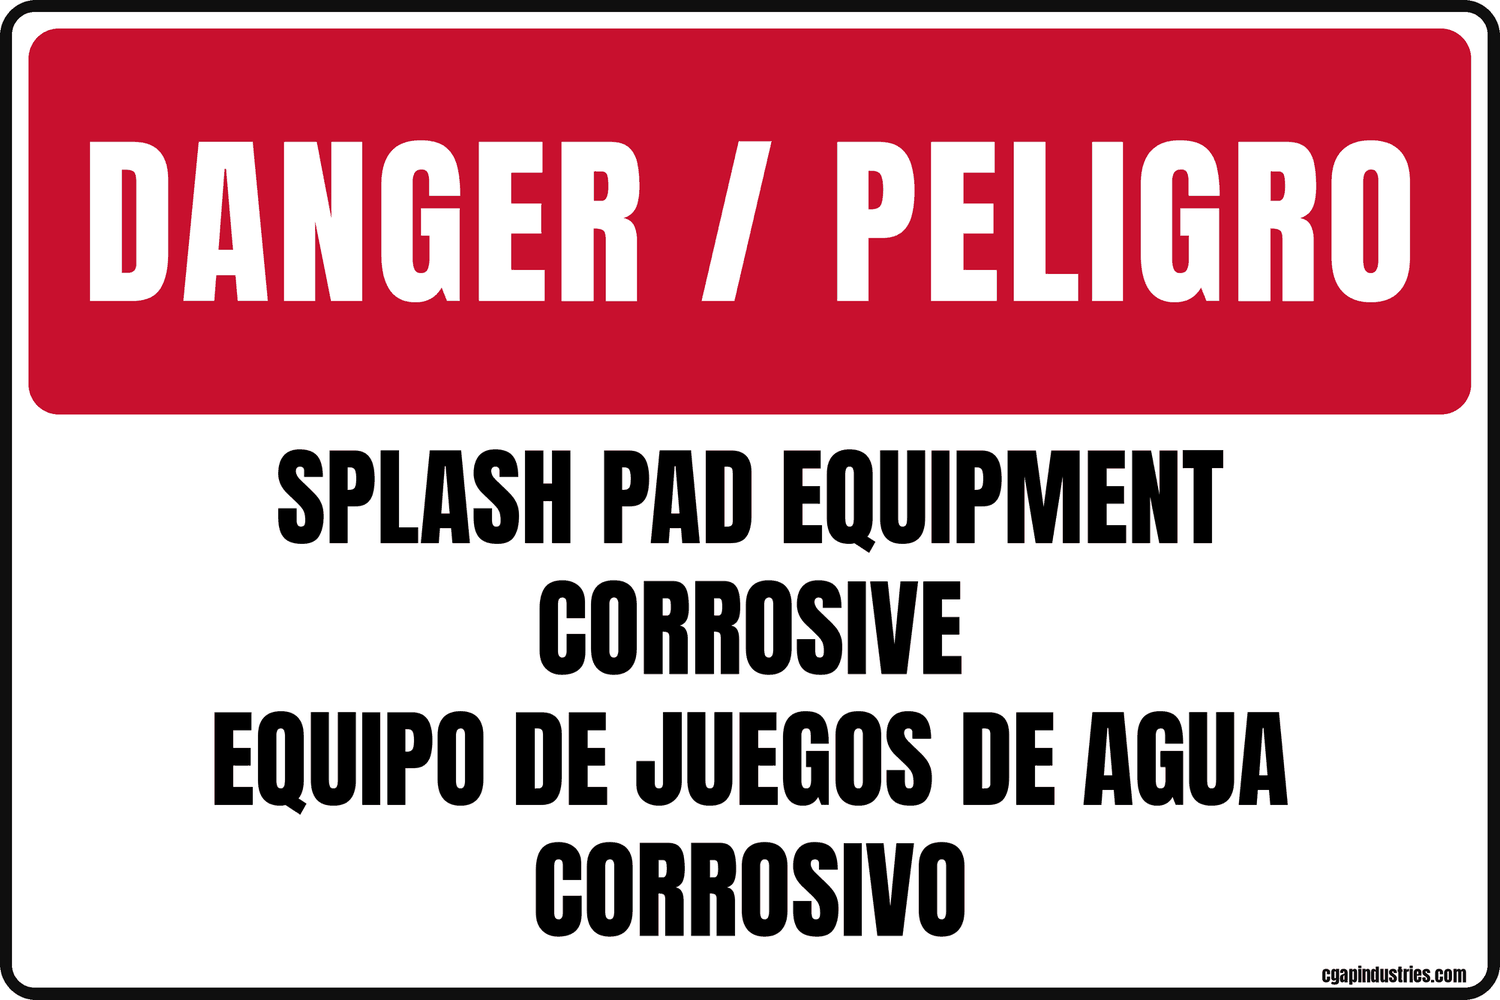 DANGER / PELIGRO
SPLASH PAD EQUIPMENT
CORROSIVE
EQUIPO DE JUEGOS DE AGUA
CORROSIVO
cgapindustries.com